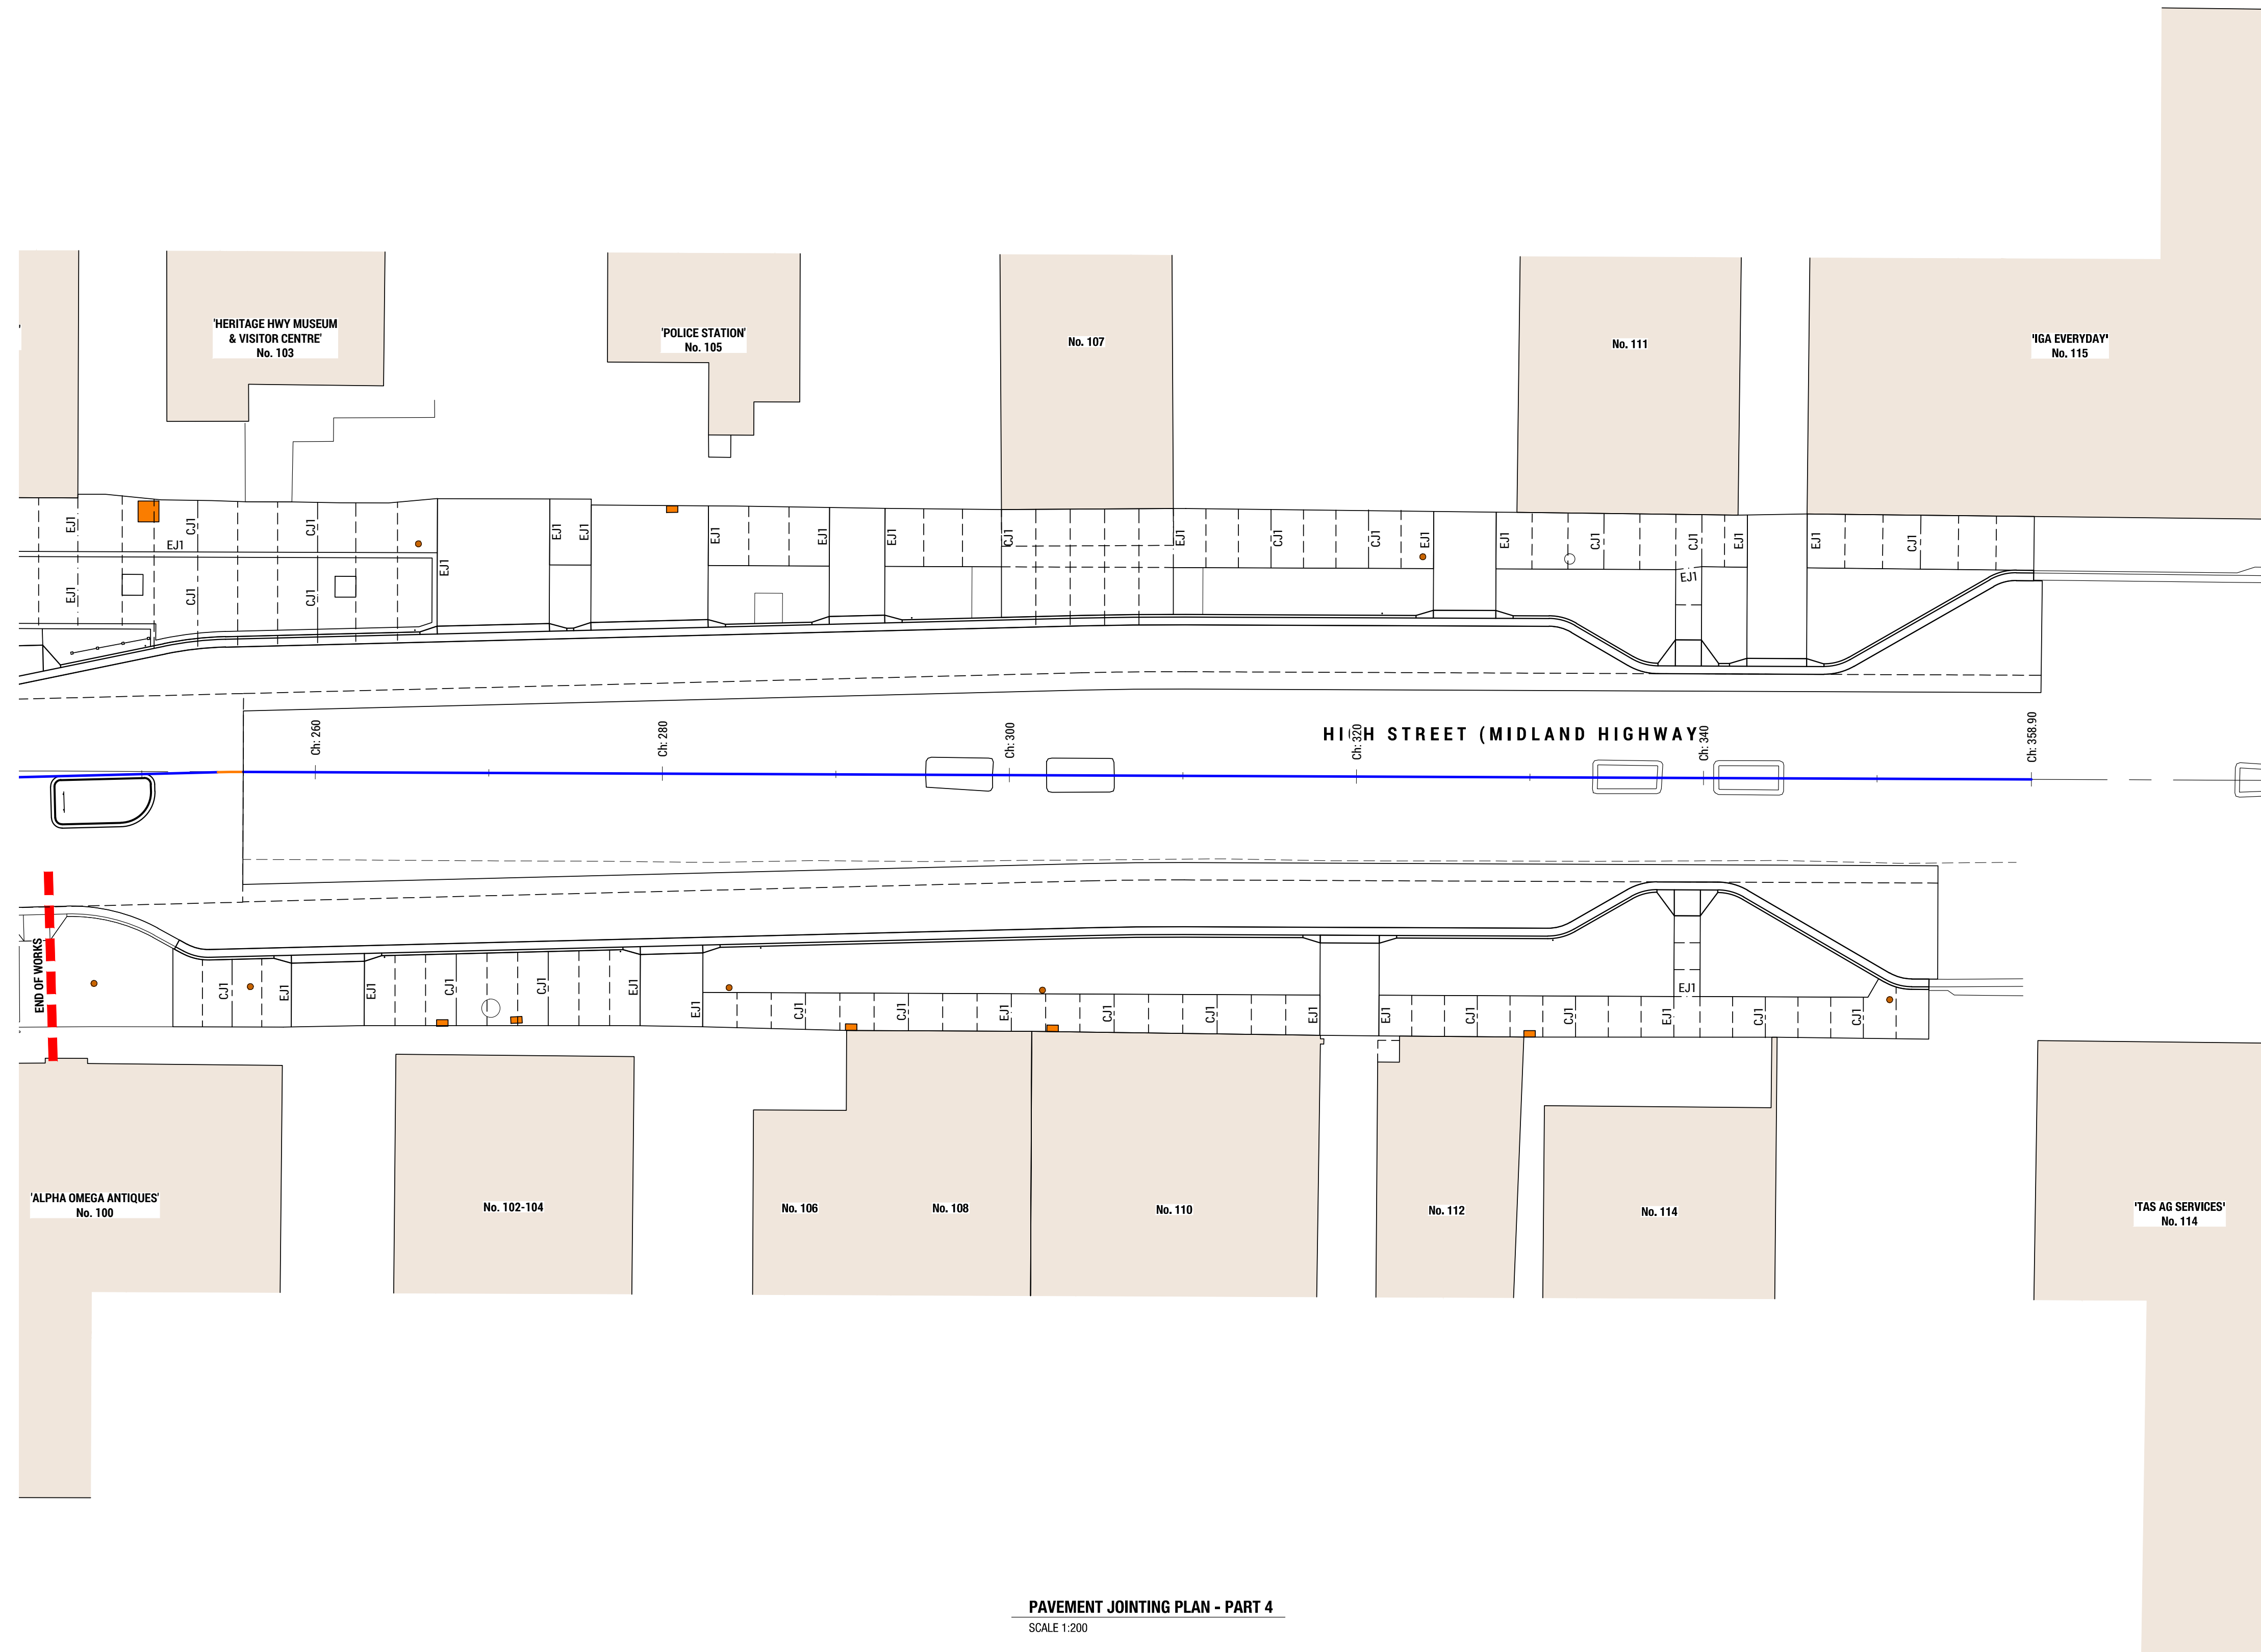 'HERITAGE HWY MUSEUM
& VISITOR CENTRE'
No. 103
'POLICE STATION'
No. 105
No. 107
No. 111
'IGA EVERYDAY'
No. 115
EJ1
CJ1
CJ1
EJ1
EJ1
EJ1
EJ1
EJ1
EJ1
CJ1
EJ1
CJ1
CJ1
EJ1
EJ1
CJ1
CJ1
EJ1
EJ1
CJ1
EJ1
EJ1
CJ1
CJ1
EJ1
HIGH STREET (MIDLAND HIGHWAY
Ch: 260
Ch: 280
Ch: 300
Ch: 320
Ch: 340
Ch: 358.90
END OF WORKS
CJ1
EJ1
EJ1
CJ1
CJ1
EJ1
EJ1
CJ1
CJ1
EJ1
CJ1
CJ1
EJ1
EJ1
CJ1
CJ1
EJ1
EJ1
CJ1
CJ1
'ALPHA OMEGA ANTIQUES'
No. 100
No. 102-104
No. 106
No. 108
No. 110
No. 112
No. 114
'TAS AG SERVICES'
No. 114
PAVEMENT JOINTING PLAN - PART 4
SCALE 1:200